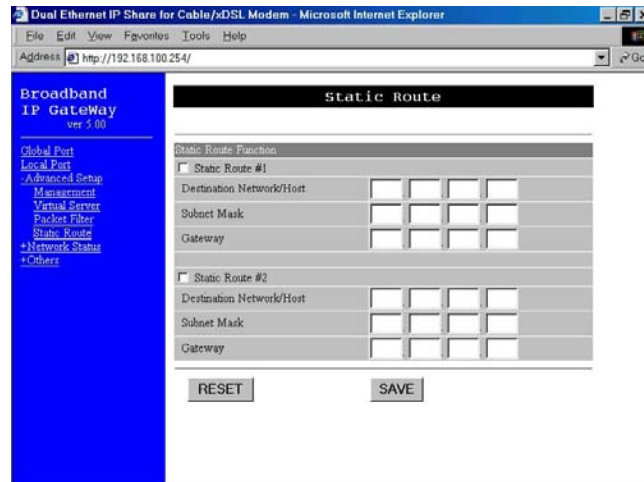 Dual Ethernet IP Share for Cable/xDSL Modem - Microsoft Internet Explorer
File Edit View Favorites Tools Help
Address http://192.168.100.254/
Go
Broadband
IP GateWay
ver 5.00
Global Port
Local Port
-Advanced Setup
Management
Virtual Server
Packet Filter
Static Route
+Network Status
+Others
Static Route
Static Route Function
Static Route #1
Destination Network/Host
Subnet Mask
Gateway
Static Route #2
Destination Network/Host
Subnet Mask
Gateway
RESET SAVE